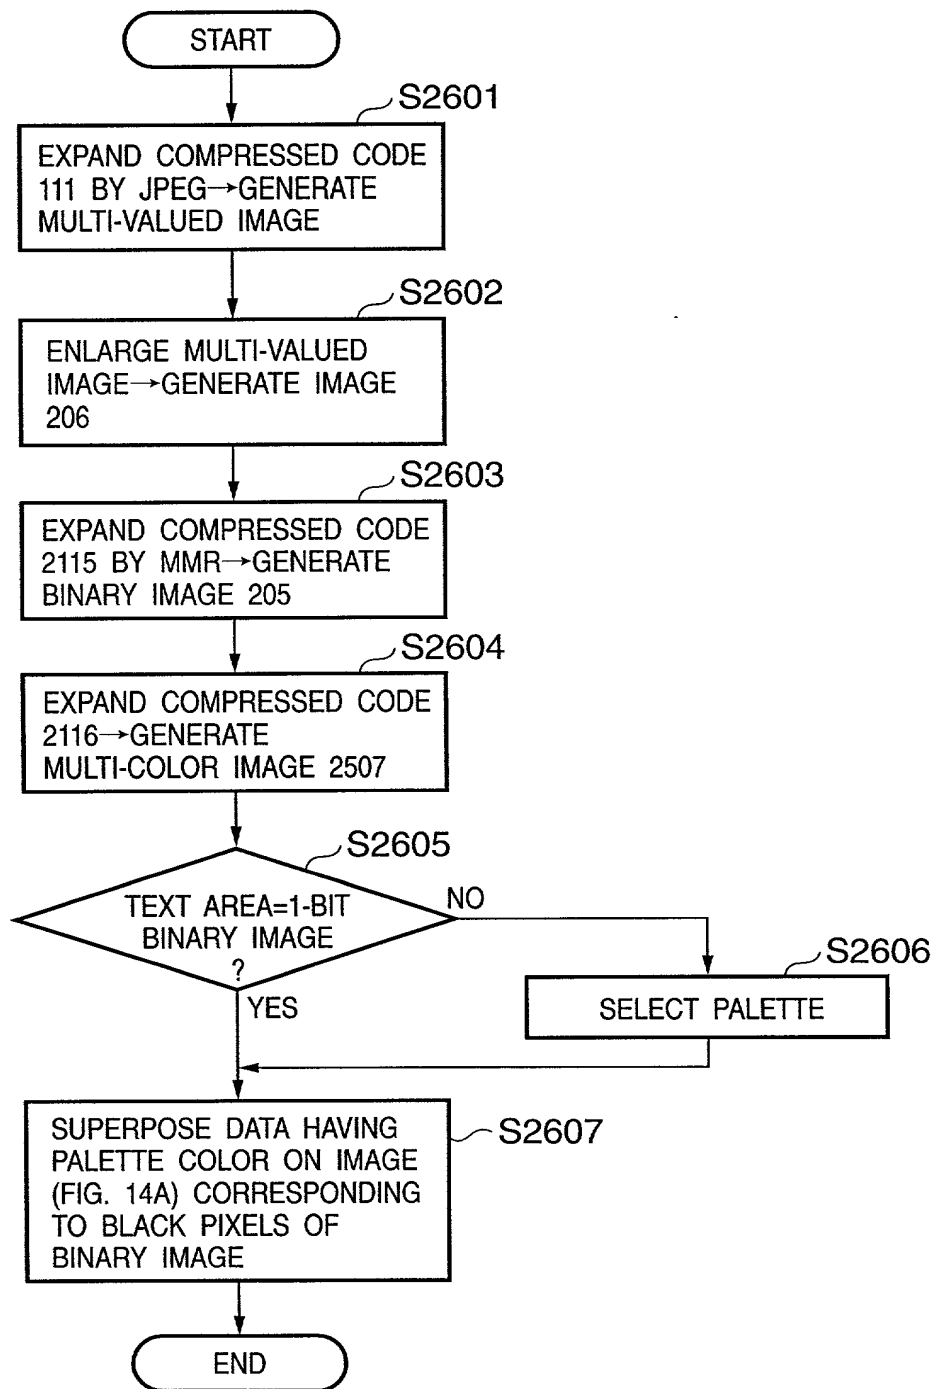 START
S2601
EXPAND COMPRESSED CODE
111 BY JPEG→GENERATE
MULTI-VALUED IMAGE
S2602
ENLARGE MULTI-VALUED
IMAGE→GENERATE IMAGE
206
S2603
EXPAND COMPRESSED CODE
2115 BY MMR→GENERATE
BINARY IMAGE 205
S2604
EXPAND COMPRESSED CODE
2116→GENERATE
MULTI-COLOR IMAGE 2507
S2605
TEXT AREA=1-BIT
BINARY IMAGE
?
NO
YES
S2606
SELECT PALETTE
S2607
SUPERPOSE DATA HAVING
PALETTE COLOR ON IMAGE
(FIG. 14A) CORRESPONDING
TO BLACK PIXELS OF
BINARY IMAGE
END